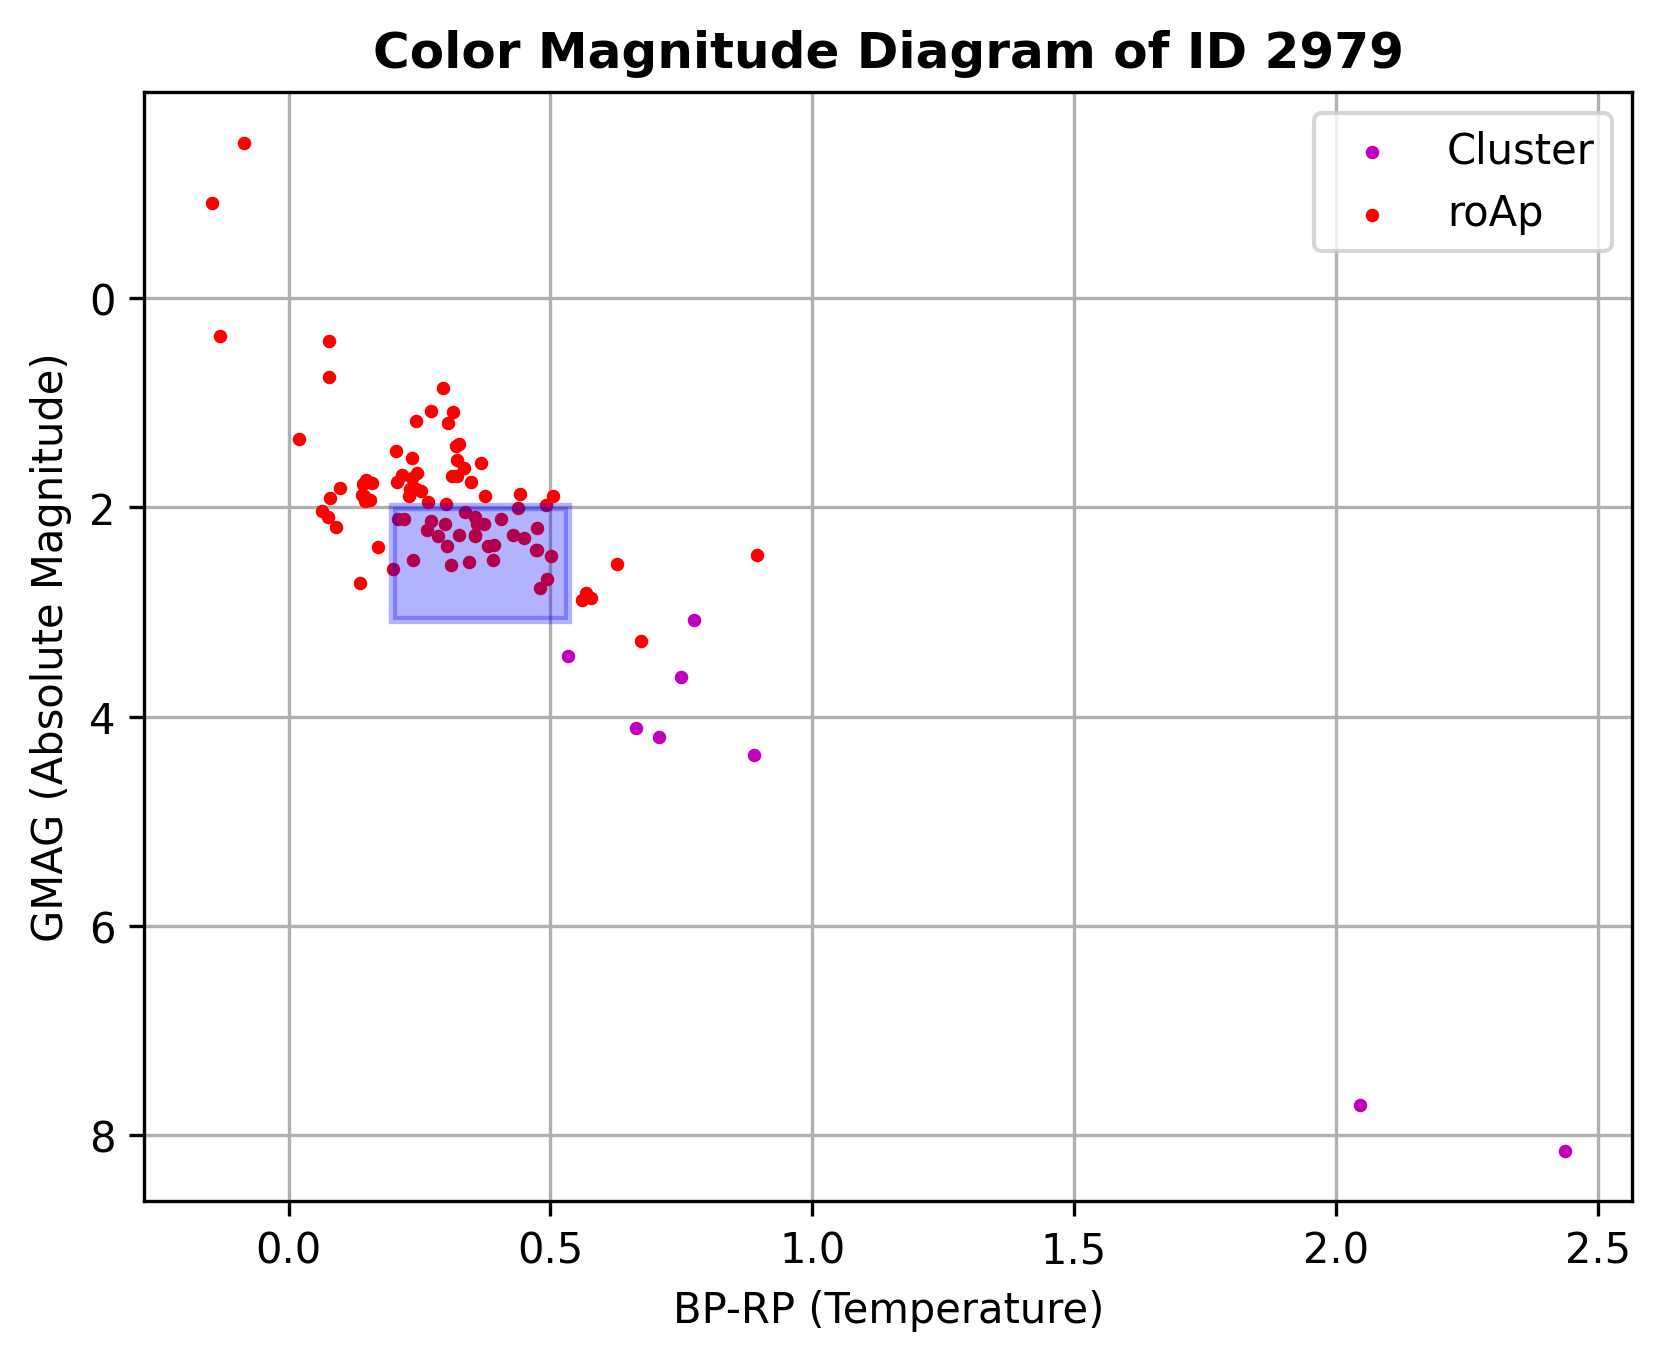 Color Magnitude Diagram of ID 2979
Cluster
roAp
GMAG (Absolute Magnitude)
0
2
4
6
8
0.0 0.5 1.0 1.5 2.0 2.5
BP-RP (Temperature)